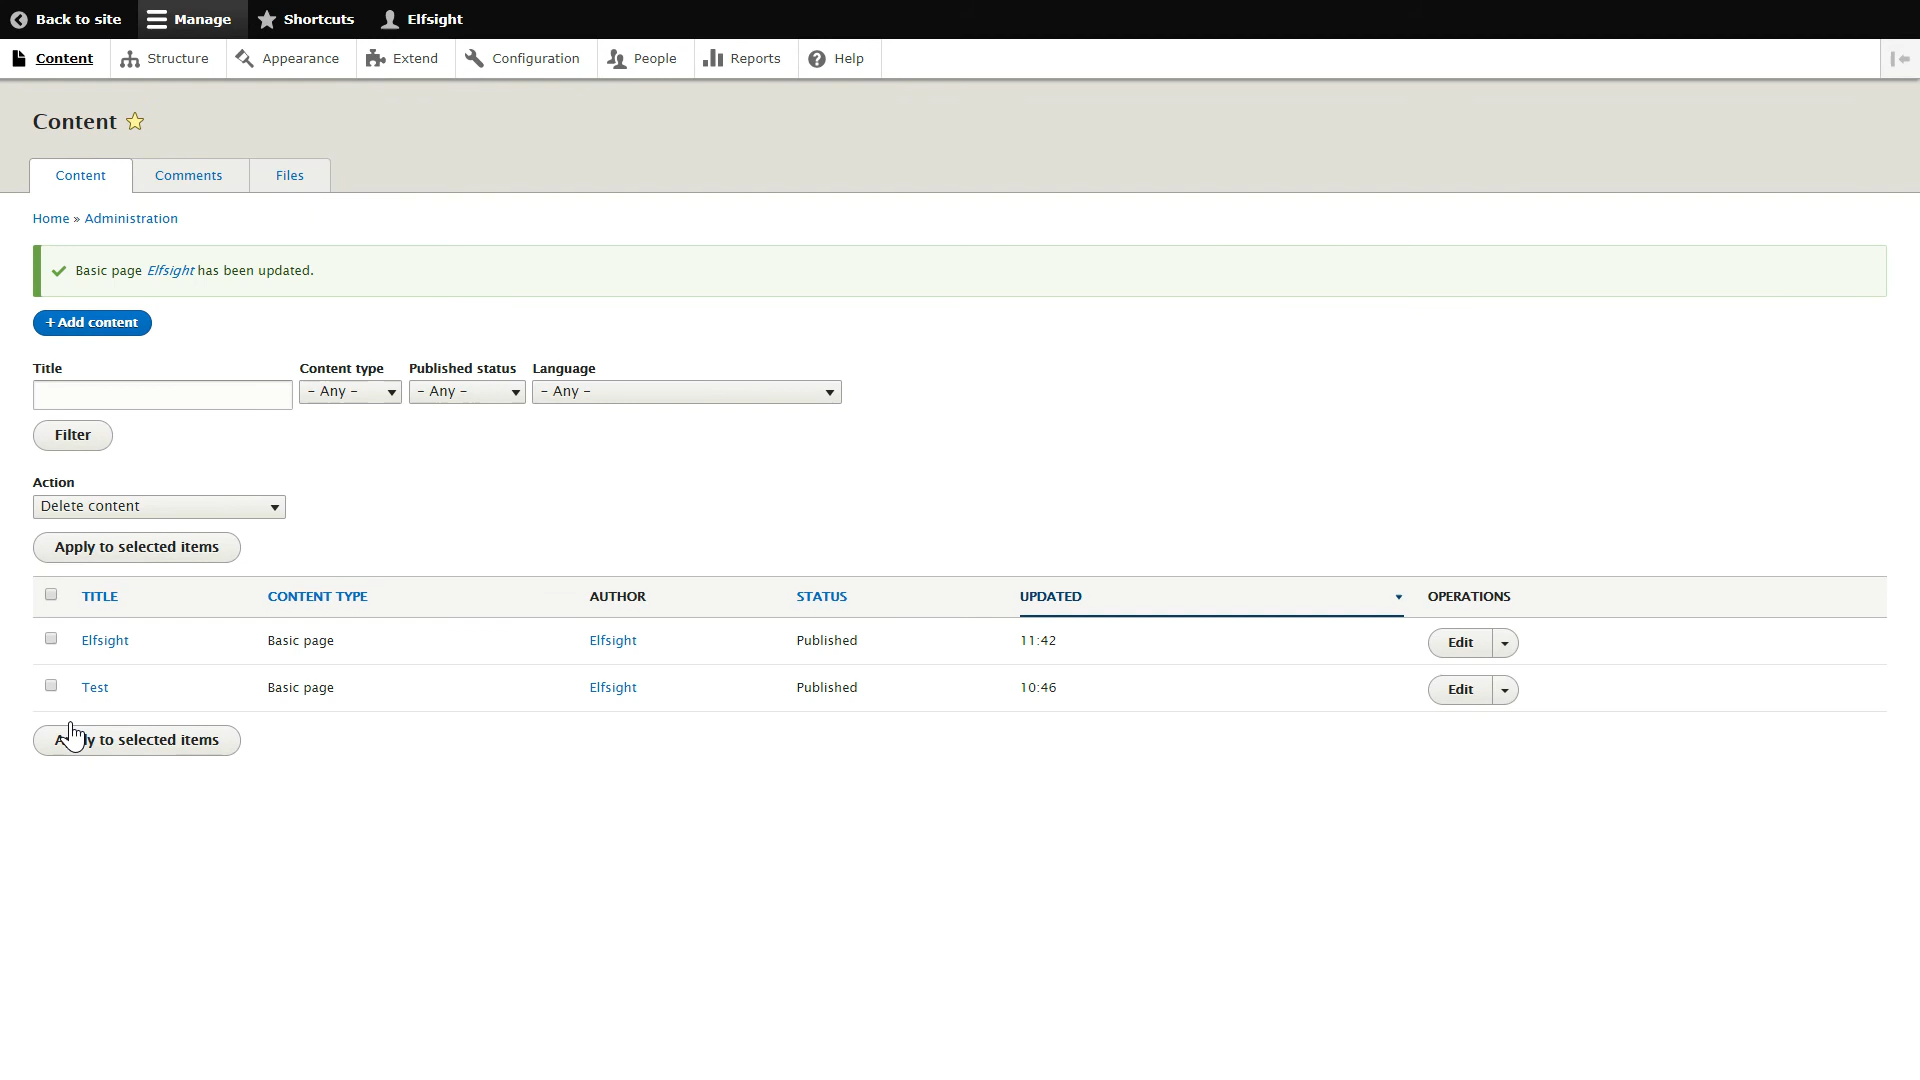 Back to site Manage Shortcuts Elfsight
Content Structure Appearance Extend Configuration People Reports Help
Content
Content Comments Files
Home » Administration
Basic page Elfsight has been updated.
+ Add content
Title Content type Published status Language
- Any - - Any - - Any -
Filter
Action
Delete content
Apply to selected items
TITLE CONTENT TYPE AUTHOR STATUS UPDATED OPERATIONS
Elfsight Basic page Elfsight Published 11:42 Edit
Test Basic page Elfsight Published 10:46 Edit
Apply to selected items